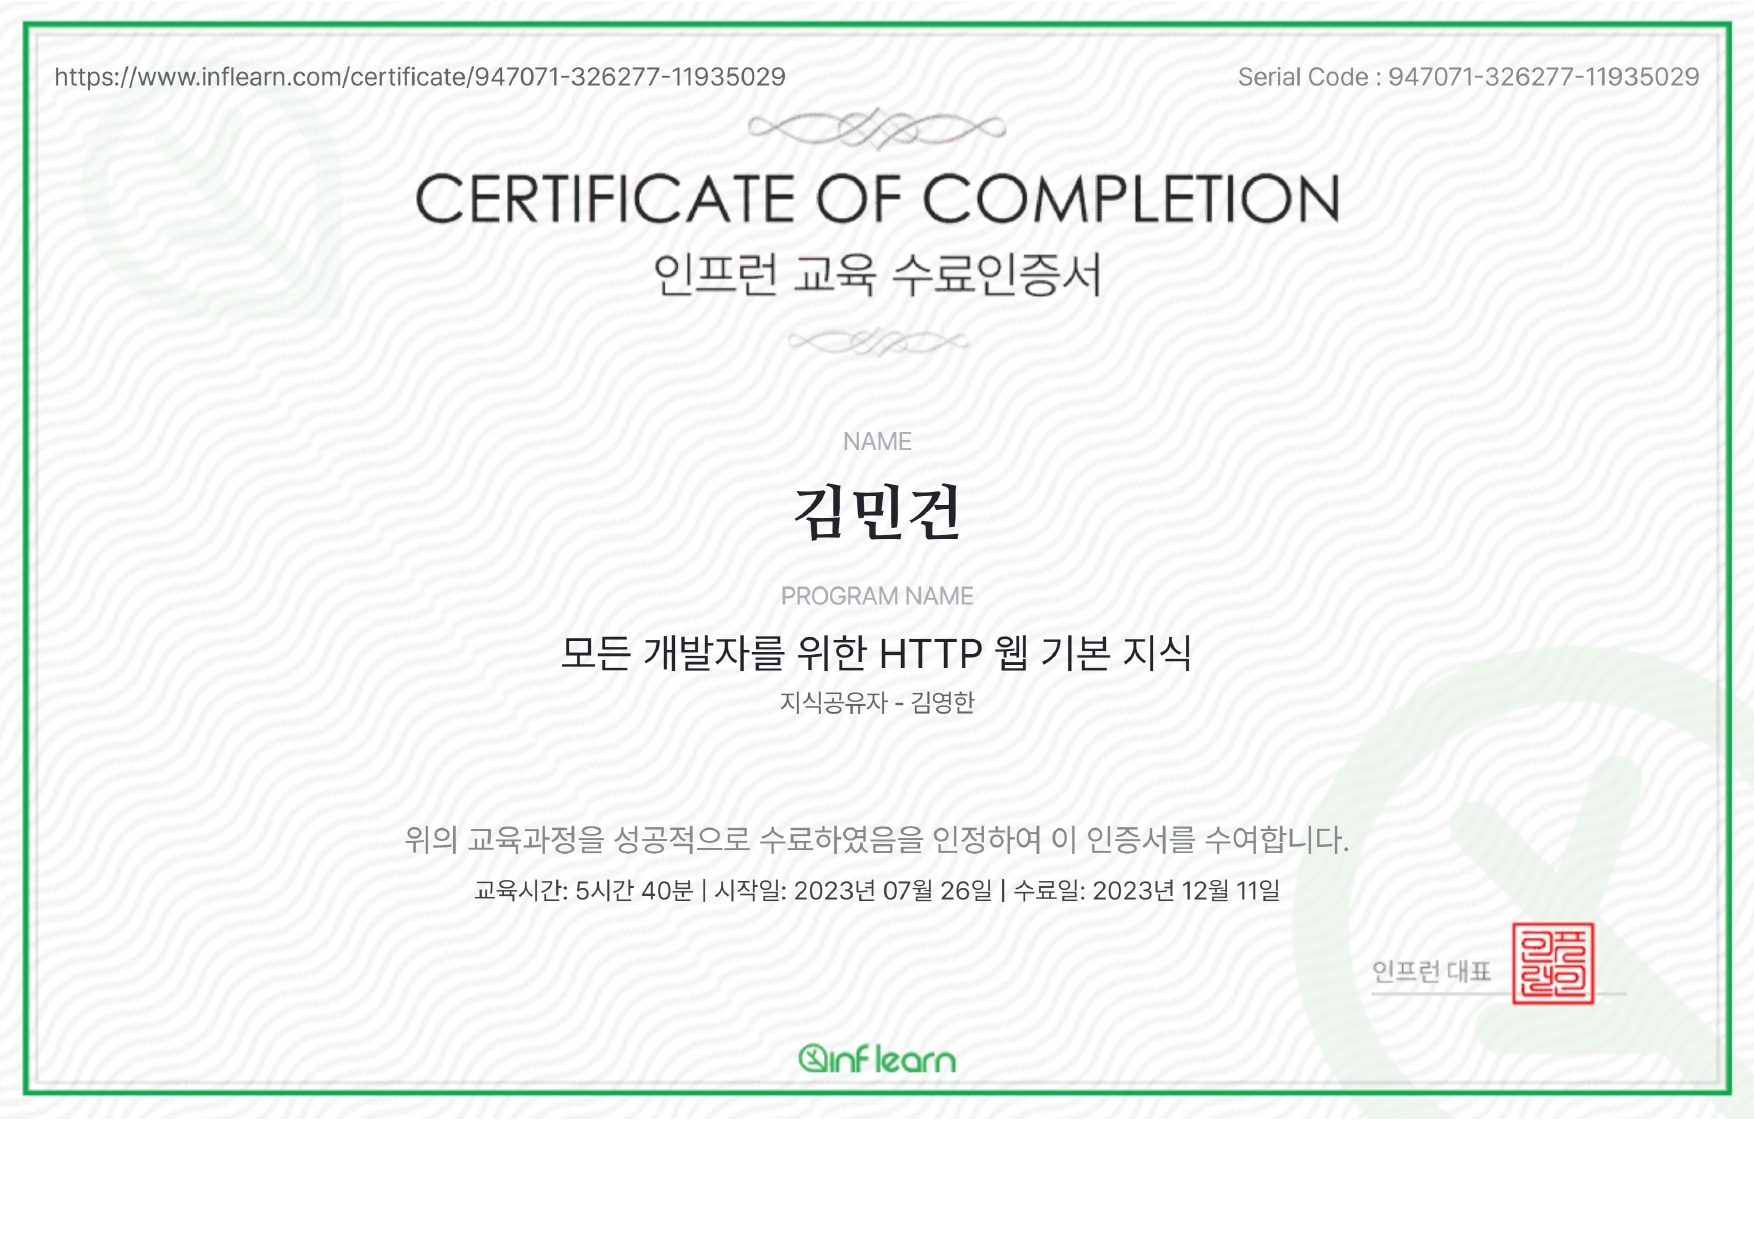 https://www.inflearn.com/certificate/947071-326277-11935029
Serial Code : 947071-326277-11935029
CERTIFICATE OF COMPLETION
인프런 교육 수료인증서
NAME
김민건
PROGRAM NAME
모든 개발자를 위한 HTTP 웹 기본 지식
지식공유자 - 김영한
위의 교육과정을 성공적으로 수료하였음을 인정하여 이 인증서를 수여합니다.
교육시간: 5시간 40분 | 시작일: 2023년 07월 26일 | 수료일: 2023년 12월 11일
인프런 대표
inflearn